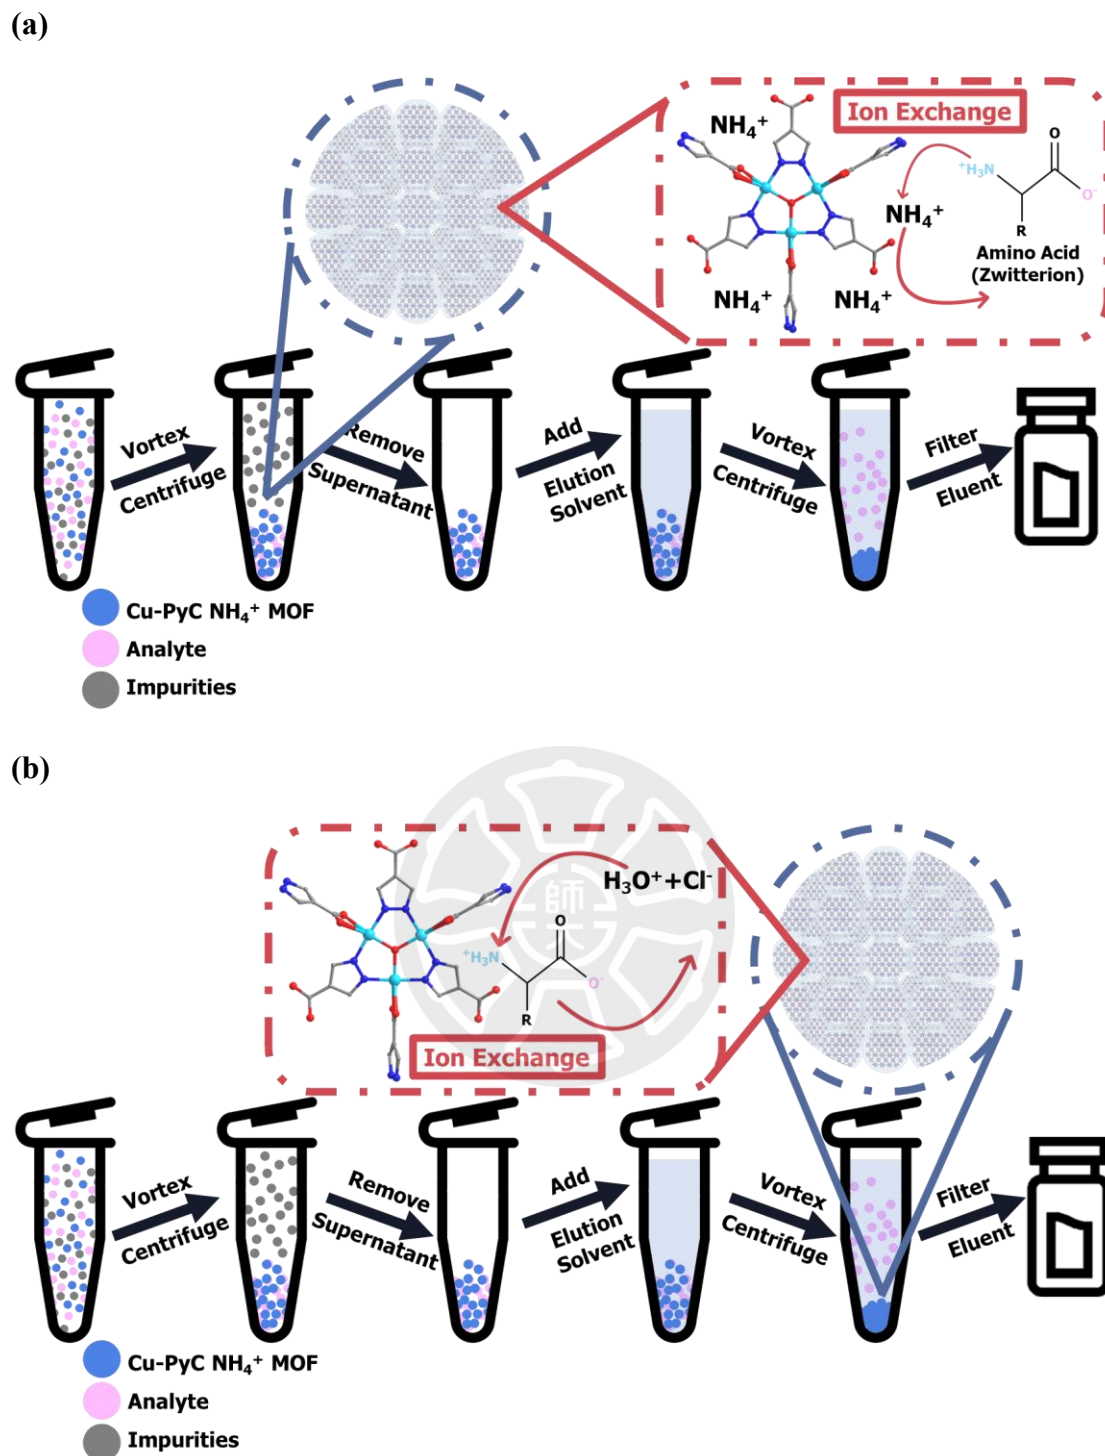 (a)
Ion Exchange
NH₄⁺
⁺H₃N
O
O⁻
NH₄⁺
R
Amino Acid
(Zwitterion)
NH₄⁺
NH₄⁺
Vortex
Centrifuge
Remove
Supernatant
Add
Elution
Solvent
Vortex
Centrifuge
Filter
Eluent
Cu-PyC NH₄⁺ MOF
Analyte
Impurities
(b)
H₃O⁺+Cl⁻
師大
O
⁺H₃N
O⁻
R
Ion Exchange
Vortex
Centrifuge
Remove
Supernatant
Add
Elution
Solvent
Vortex
Centrifuge
Filter
Eluent
Cu-PyC NH₄⁺ MOF
Analyte
Impurities